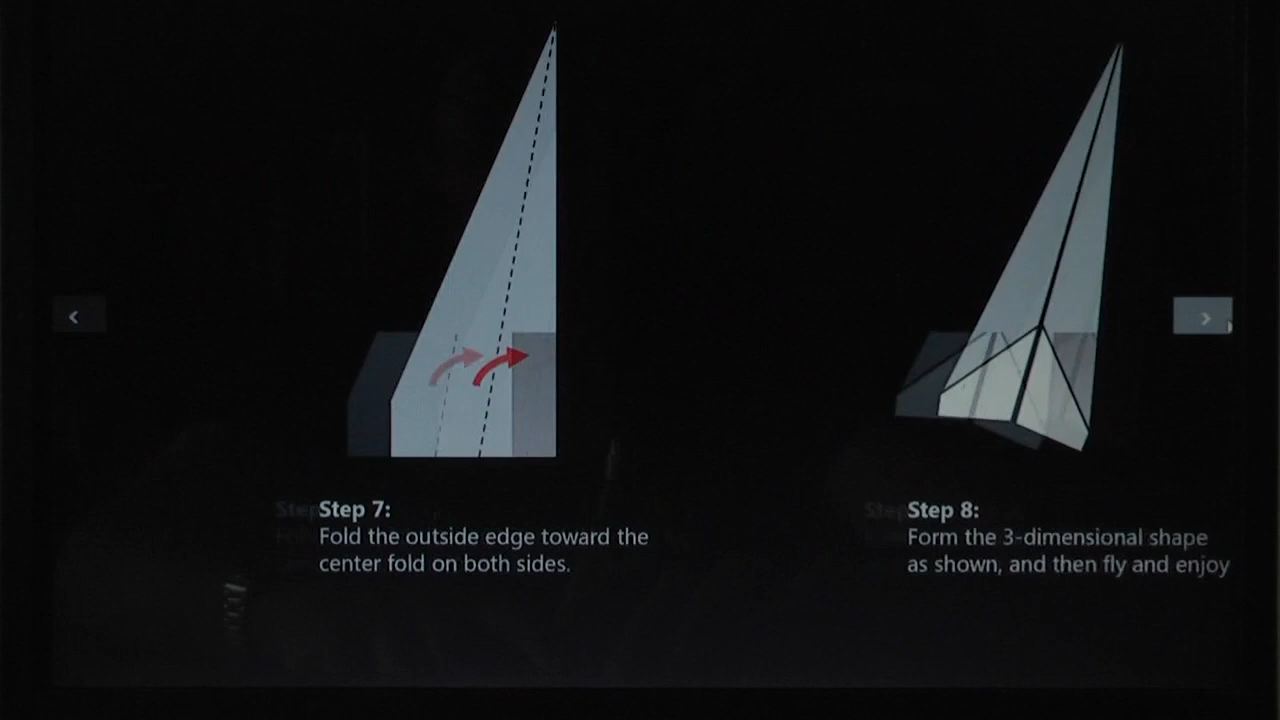 Step 7:
Fold the outside edge toward the
center fold on both sides.
Step 8:
Form the 3-dimensional shape
as shown, and then fly and enjoy